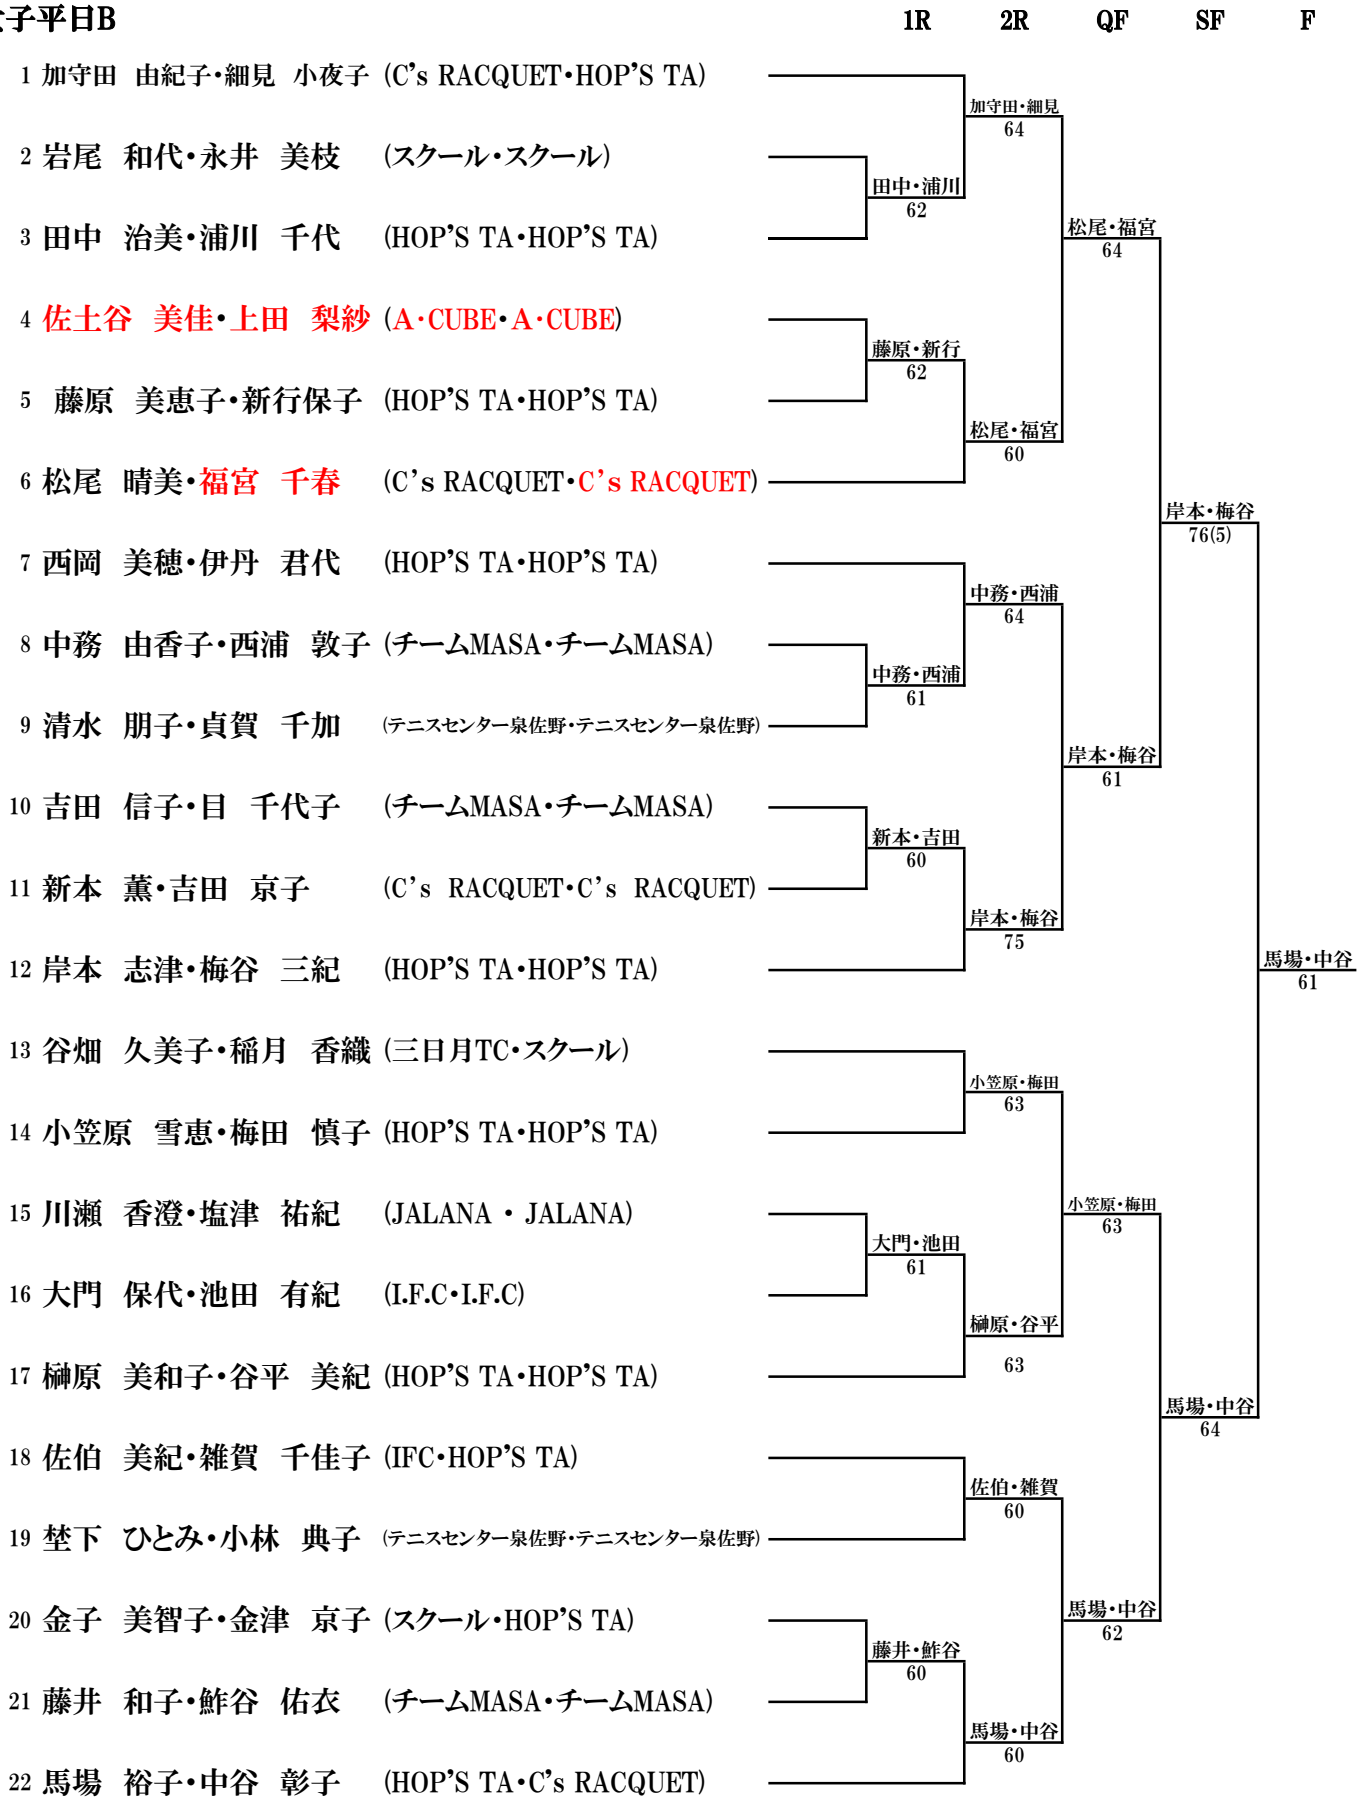 子平日B 1R 2R QF SF F
1 加守田 由紀子・細見 小夜子 (C's RACQUET・HOP'S TA)
加守田・細見
64
2 岩尾 和代・永井 美枝 (スクール・スクール)
田中・浦川
62
3 田中 治美・浦川 千代 (HOP'S TA・HOP'S TA)
松尾・福宮
64
4 佐土谷 美佳・上田 梨紗 (A・CUBE・A・CUBE)
藤原・新行
62
5 藤原 美恵子・新行保子 (HOP'S TA・HOP'S TA)
松尾・福宮
60
6 松尾 晴美・福宮 千春 (C's RACQUET・C's RACQUET)
岸本・梅谷
76(5)
7 西岡 美穂・伊丹 君代 (HOP'S TA・HOP'S TA)
中務・西浦
64
8 中務 由香子・西浦 敦子 (チームMASA・チームMASA)
中務・西浦
61
9 清水 朋子・貞賀 千加 (テニスセンター泉佐野・テニスセンター泉佐野)
岸本・梅谷
61
10 吉田 信子・目 千代子 (チームMASA・チームMASA)
新本・吉田
60
11 新本 薫・吉田 京子 (C's RACQUET・C's RACQUET)
岸本・梅谷
75
12 岸本 志津・梅谷 三紀 (HOP'S TA・HOP'S TA)
馬場・中谷
61
13 谷畑 久美子・稲月 香織 (三日月TC・スクール)
小笠原・梅田
63
14 小笠原 雪恵・梅田 慎子 (HOP'S TA・HOP'S TA)
15 川瀬 香澄・塩津 祐紀 (JALANA ・ JALANA)
小笠原・梅田
63
大門・池田
61
16 大門 保代・池田 有紀 (I.F.C・I.F.C)
榊原・谷平
63
17 榊原 美和子・谷平 美紀 (HOP'S TA・HOP'S TA)
馬場・中谷
64
18 佐伯 美紀・雑賀 千佳子 (IFC・HOP'S TA)
佐伯・雑賀
60
19 埜下 ひとみ・小林 典子 (テニスセンター泉佐野・テニスセンター泉佐野)
20 金子 美智子・金津 京子 (スクール・HOP'S TA)
馬場・中谷
62
藤井・鮓谷
60
21 藤井 和子・鮓谷 佑衣 (チームMASA・チームMASA)
馬場・中谷
60
22 馬場 裕子・中谷 彰子 (HOP'S TA・C's RACQUET)